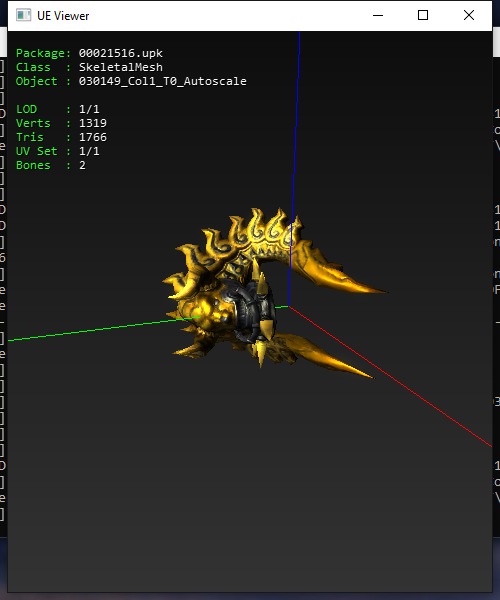 UE Viewer
Package: 00021516.upk
Class : SkeletalMesh
Object : 030149_Col1_T0_Autoscale
LOD : 1/1
Verts : 1319
Tris : 1766
UV Set : 1/1
Bones : 2